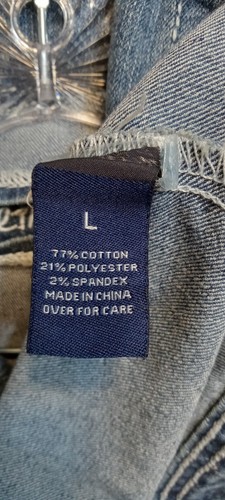 L
77% COTTON
21% POLYESTER
2% SPANDEX
MADE IN CHINA
OVER FOR CARE